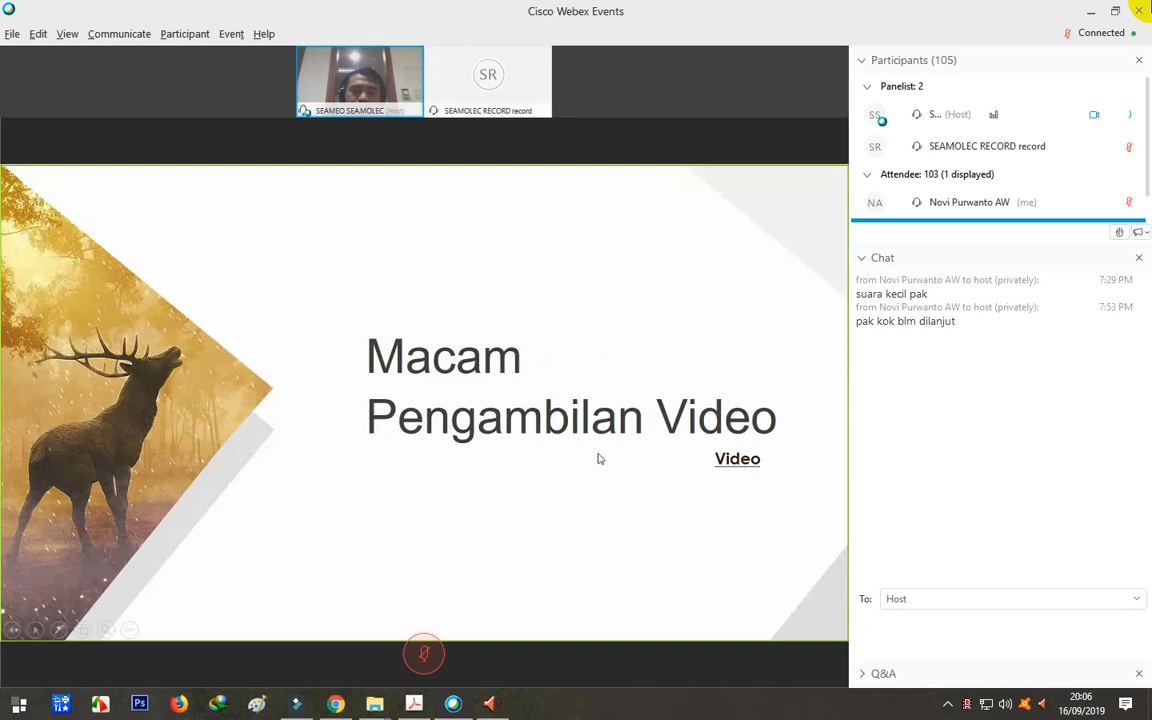 Cisco Webex Events
File Edit View Communicate Participant Event Help
Connected
SEAMEO SEAMOLEC (Host)
SR
SEAMOLEC RECORD record
Participants (105)
Panelist: 2
SS
S... (Host)
SR
SEAMOLEC RECORD record
Attendee: 103 (1 displayed)
NA
Novi Purwanto AW (me)
Chat
from Novi Purwanto AW to host (privately): 7:29 PM
suara kecil pak
from Novi Purwanto AW to host (privately): 7:53 PM
pak kok blm dilanjut
Macam
Pengambilan Video
Video
To: Host
Q&A
Ps
20:06
16/09/2019